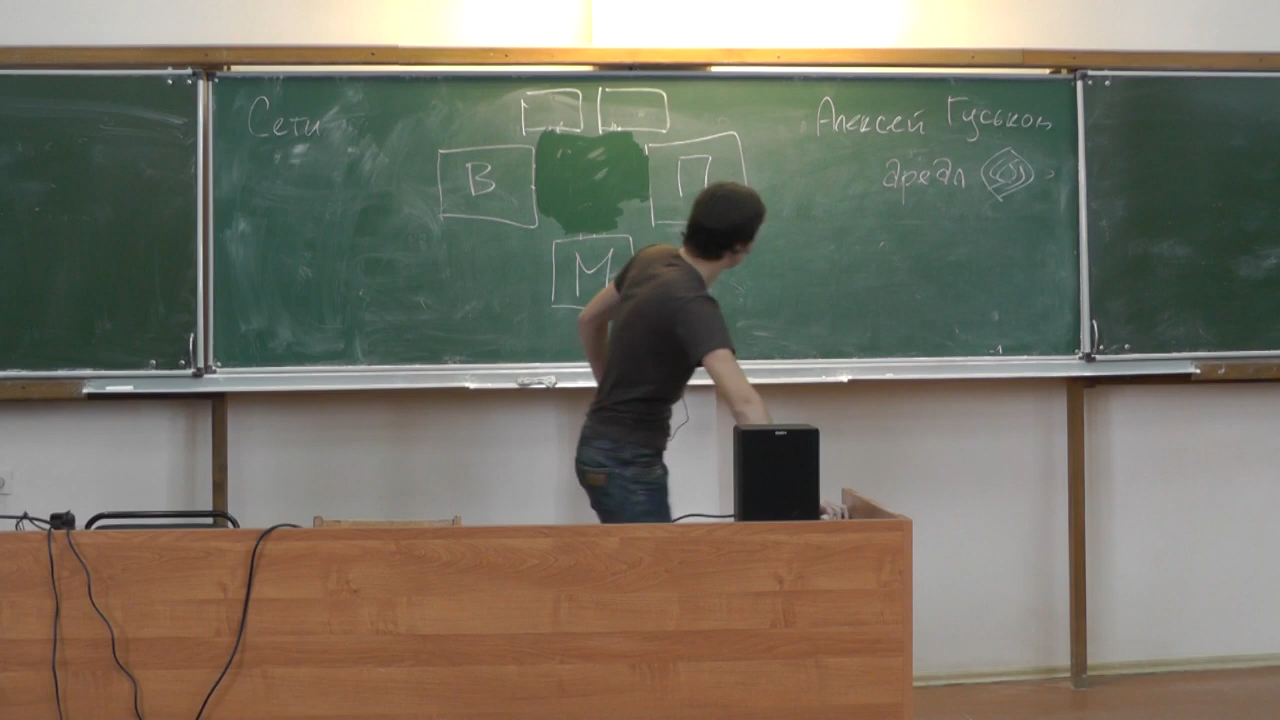 Сети
Алексей Гуськов
ареал
В
П
М